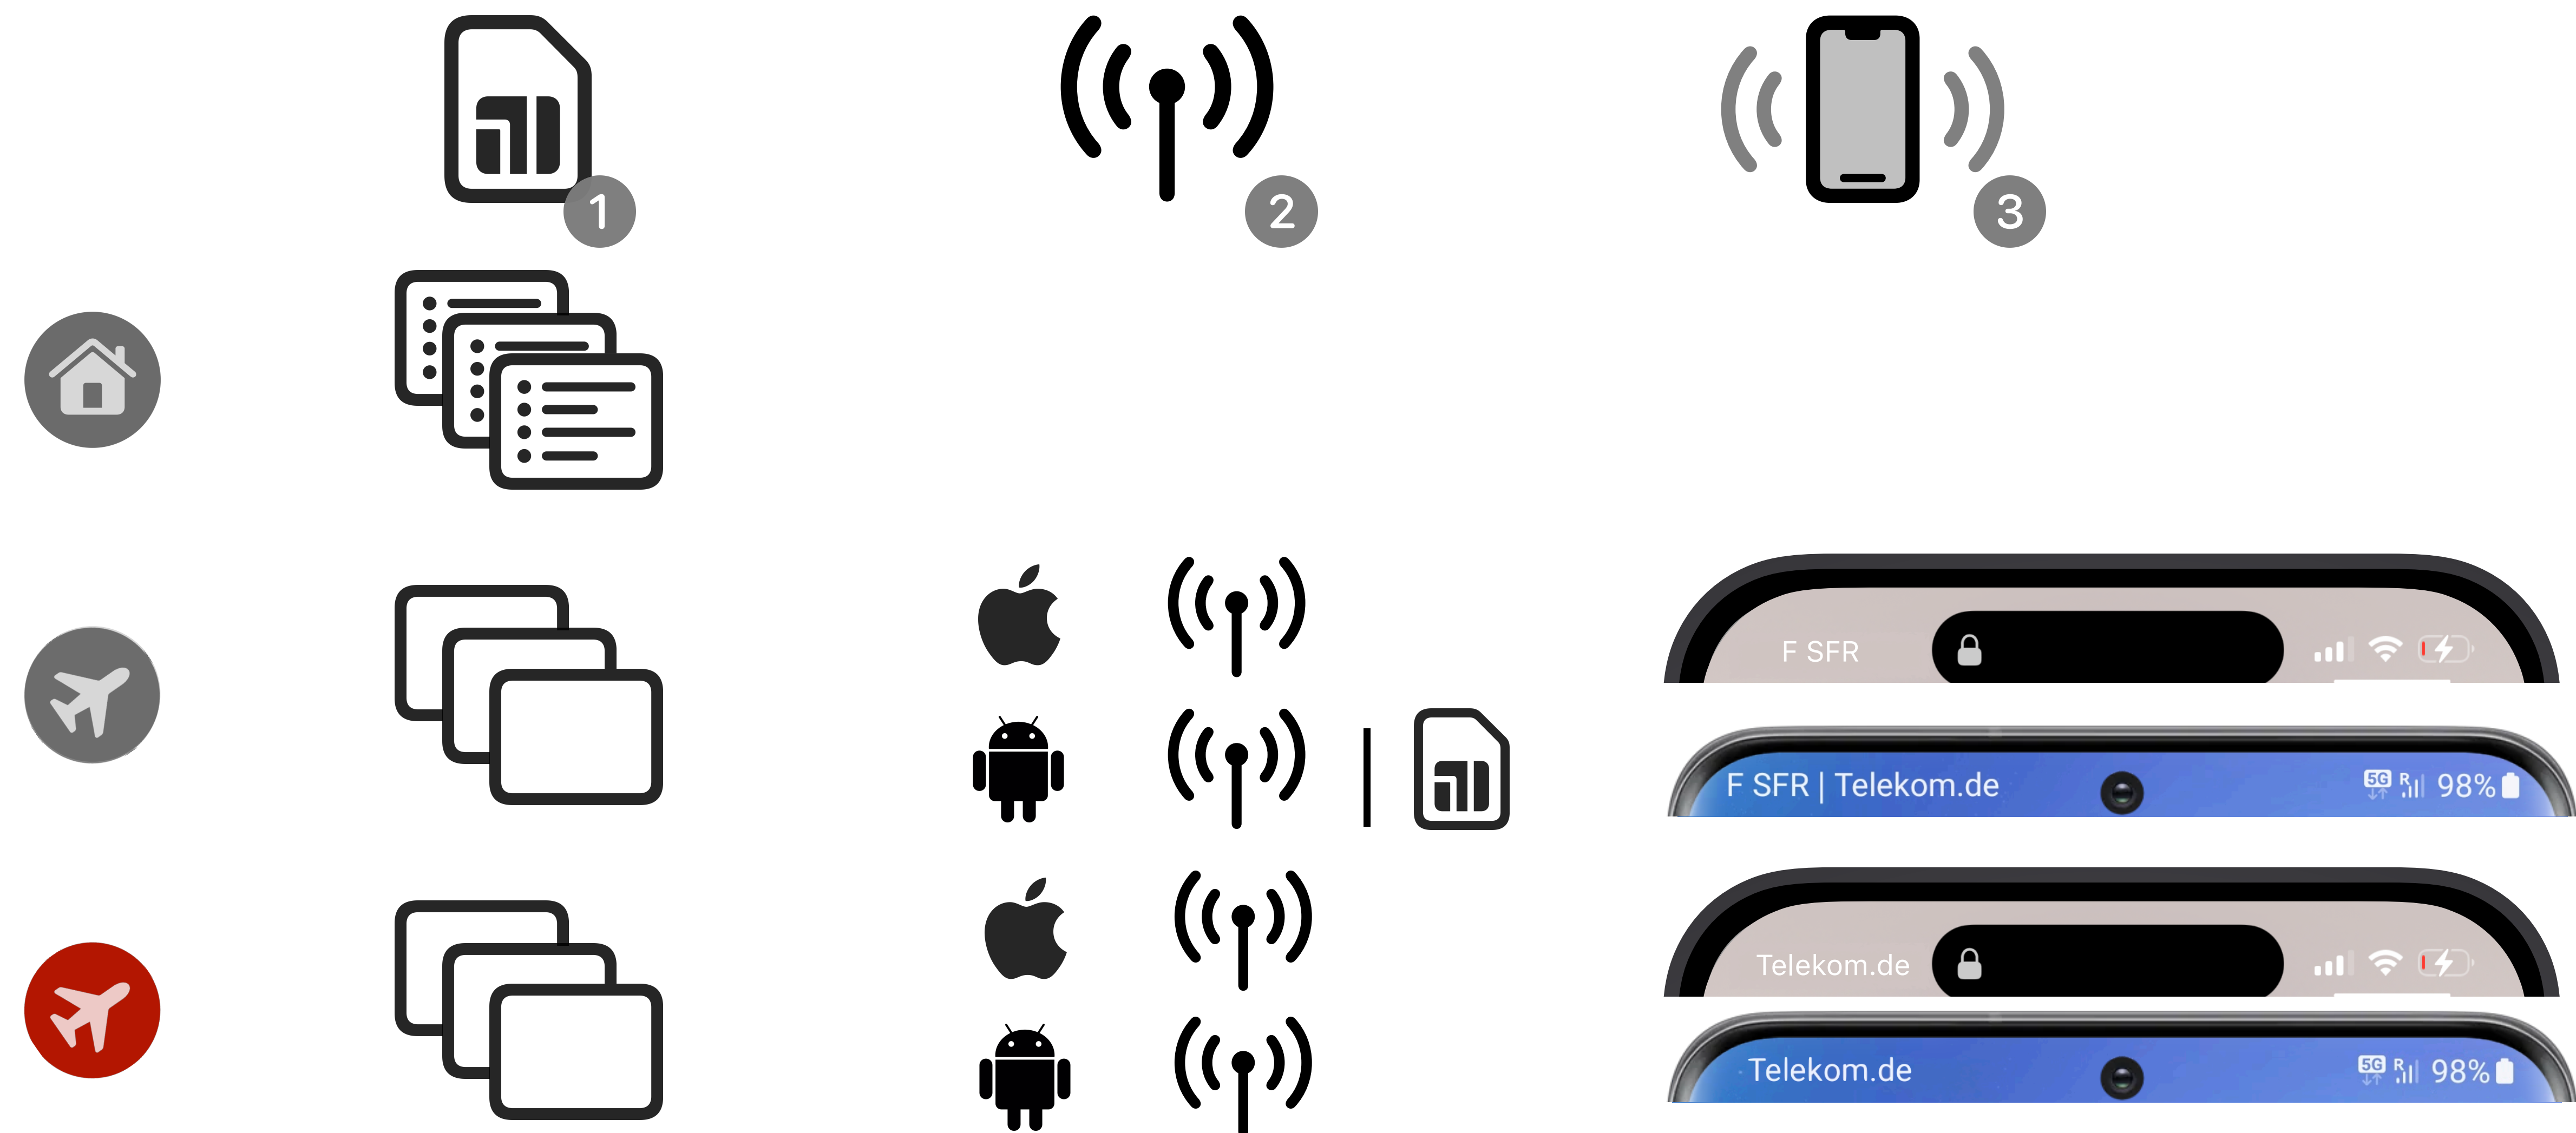 1
2
3
F SFR
F SFR | Telekom.de 5G R 98%
Telekom.de
Telekom.de 5G R 98%